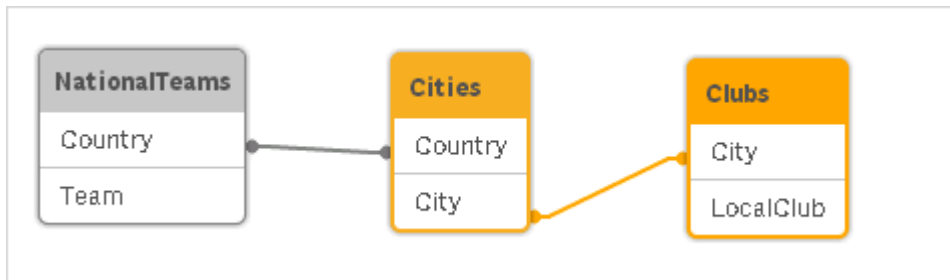 NationalTeams
Country
Team
Cities
Country
City
Clubs
City
LocalClub